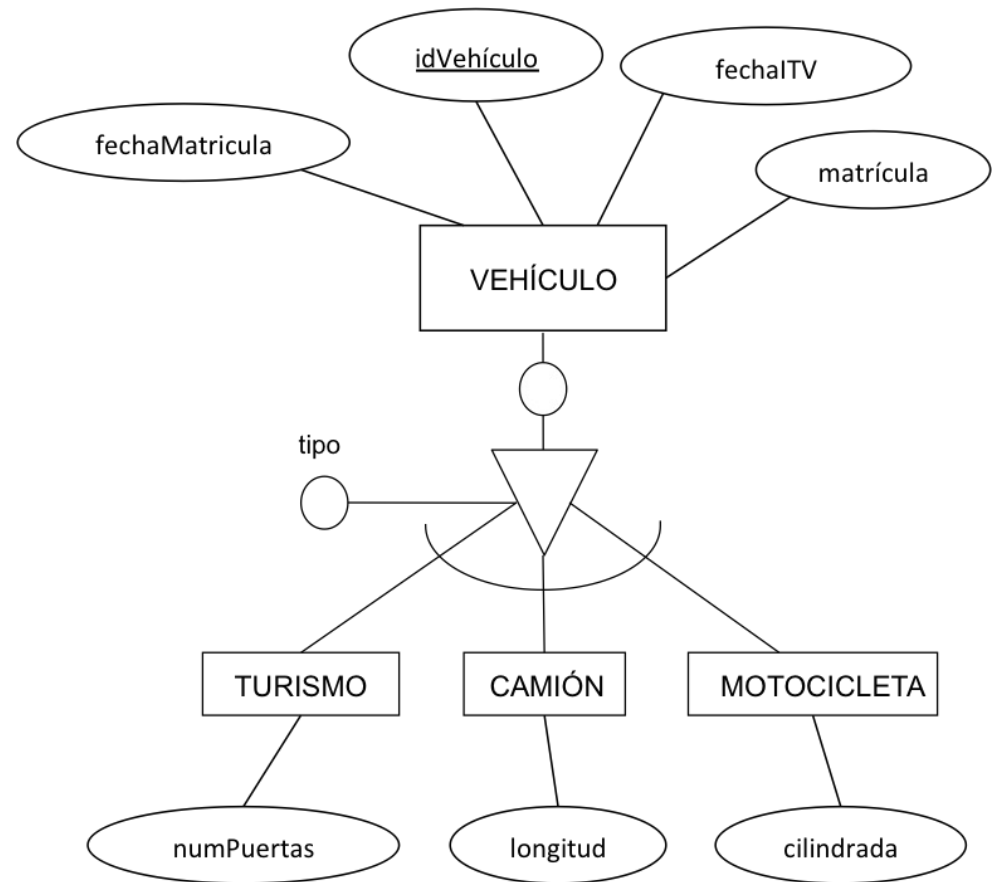 idVehículo
fechaITV
fechaMatricula
matrícula
VEHÍCULO
tipo
TURISMO
CAMIÓN
MOTOCICLETA
numPuertas
longitud
cilindrada